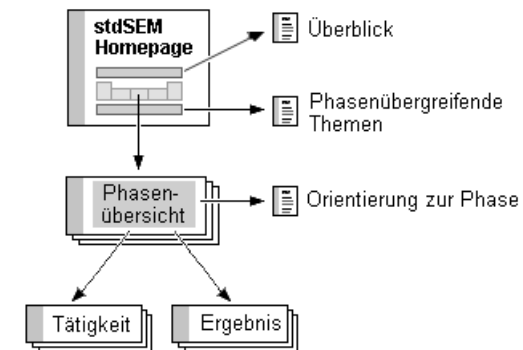 stdSEM
Homepage
Überblick
Phasenübergreifende
Themen
Phasen-
übersicht
Orientierung zur Phase
Tätigkeit
Ergebnis